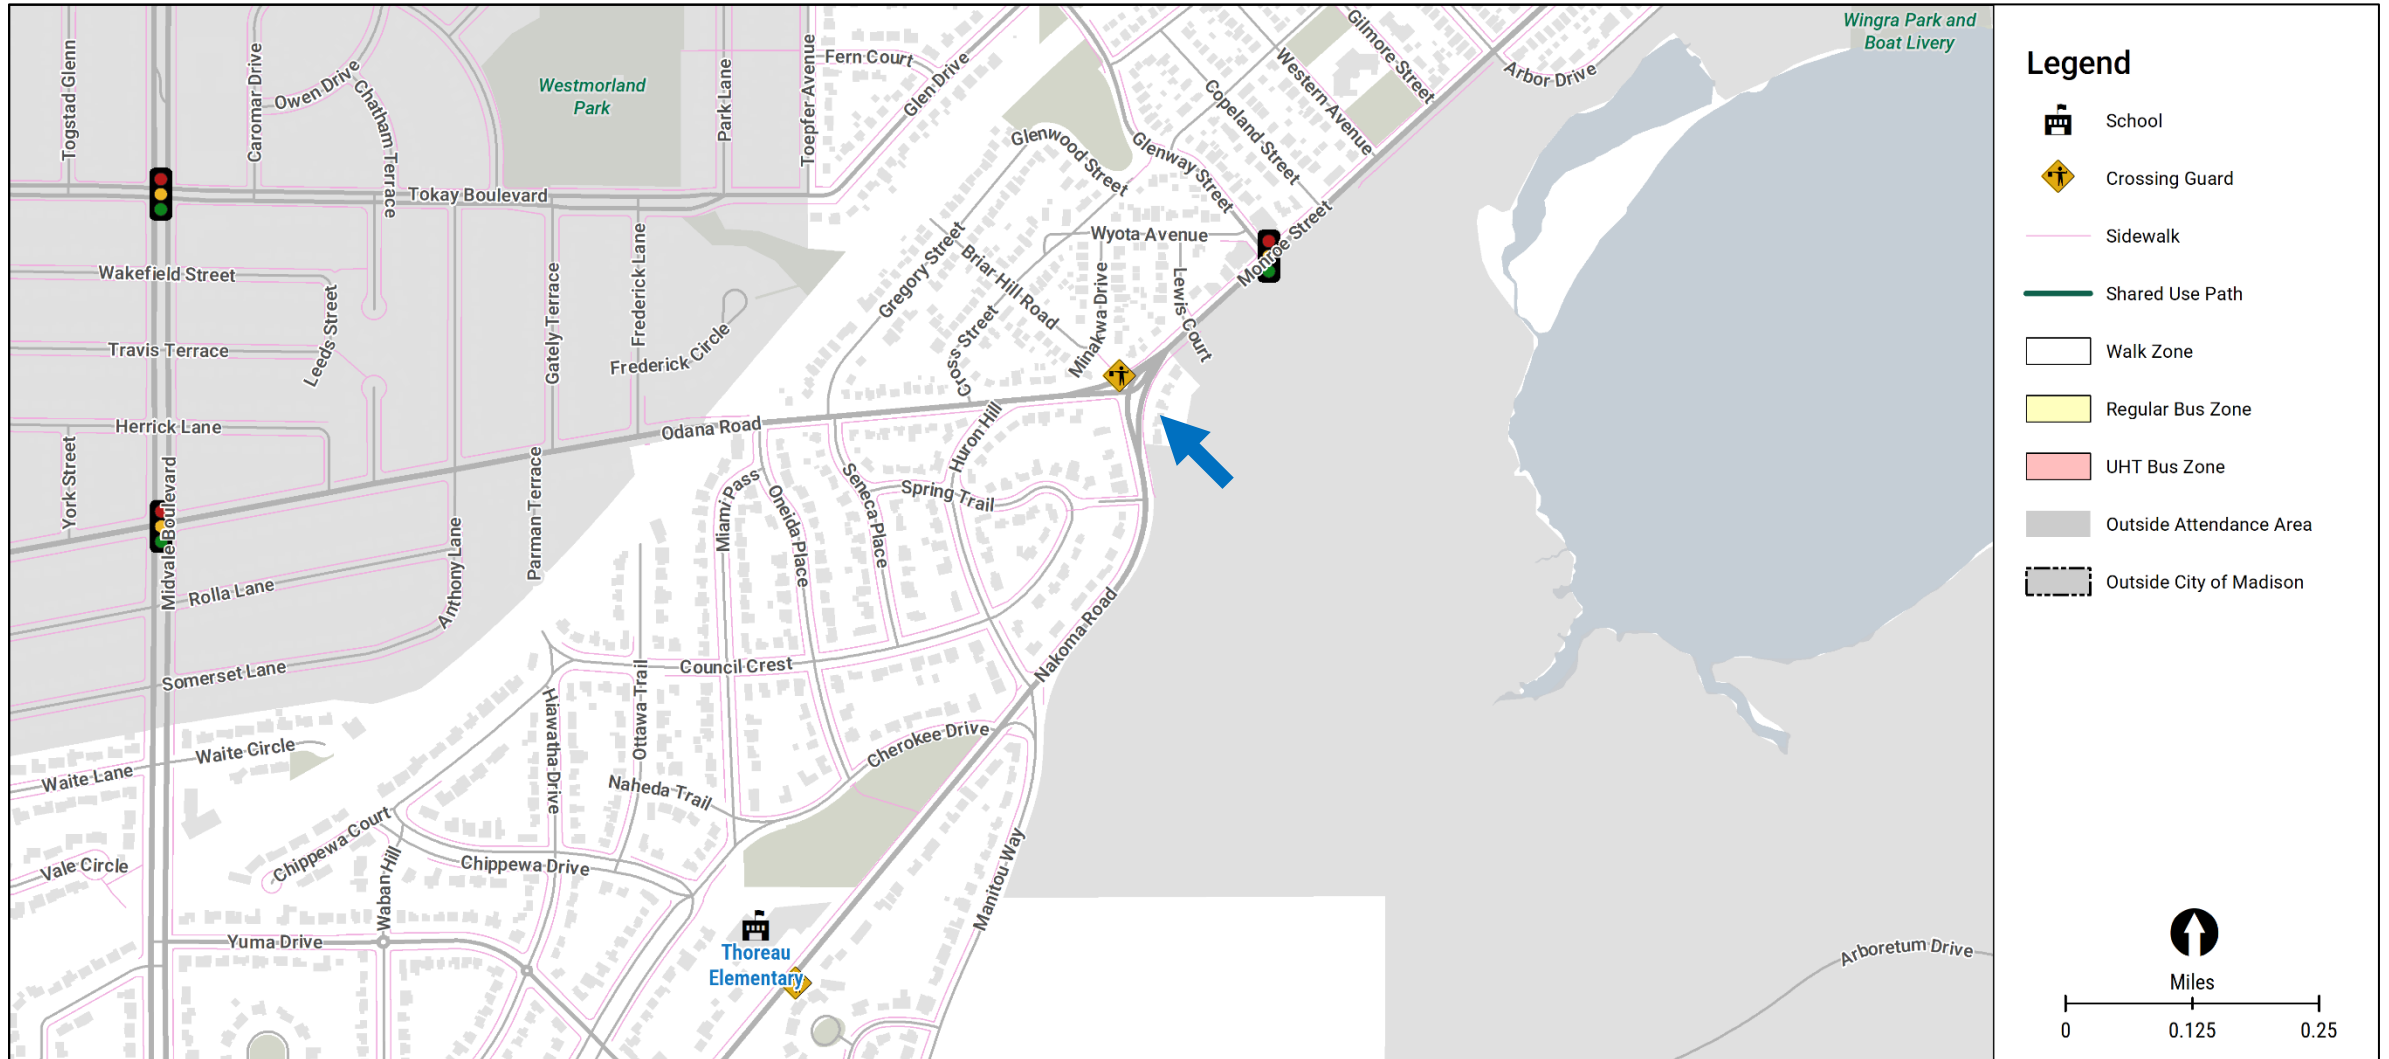 Togstad Glenn
Caromar Drive
Owen Drive
Chatham Terrace
Westmorland
Park
Park Lane
Toepfer Avenue
Fern Court
Glen Drive
Gilmore Street
Western Avenue
Copeland Street
Arbor Drive
Wingra Park and
Boat Livery
Glenwood Street
Glenway Street
Tokay Boulevard
Wyota Avenue
Monroe Street
Wakefield Street
Leeds Street
Gately Terrace
Frederick Lane
Frederick Circle
Gregory Street
Briar Hill Road
Cross Street
Minakwa Drive
Lewis Court
Travis Terrace
Herrick Lane
York Street
Midvale Boulevard
Odana Road
Huron Hill
Parman Terrace
Anthony Lane
Rolla Lane
Somerset Lane
Miami Pass
Oneida Place
Seneca Place
Spring Trail
Nakoma Road
Council Crest
Ottawa Trail
Hiawatha Drive
Cherokee Drive
Naheda Trail
Waite Circle
Waite Lane
Chippewa Court
Chippewa Drive
Vale Circle
Waban Hill
Yuma Drive
Manitou Way
Thoreau
Elementary
Arboretum Drive
Legend
School
Crossing Guard
Sidewalk
Shared Use Path
Walk Zone
Regular Bus Zone
UHT Bus Zone
Outside Attendance Area
Outside City of Madison
Miles
0 0.125 0.25